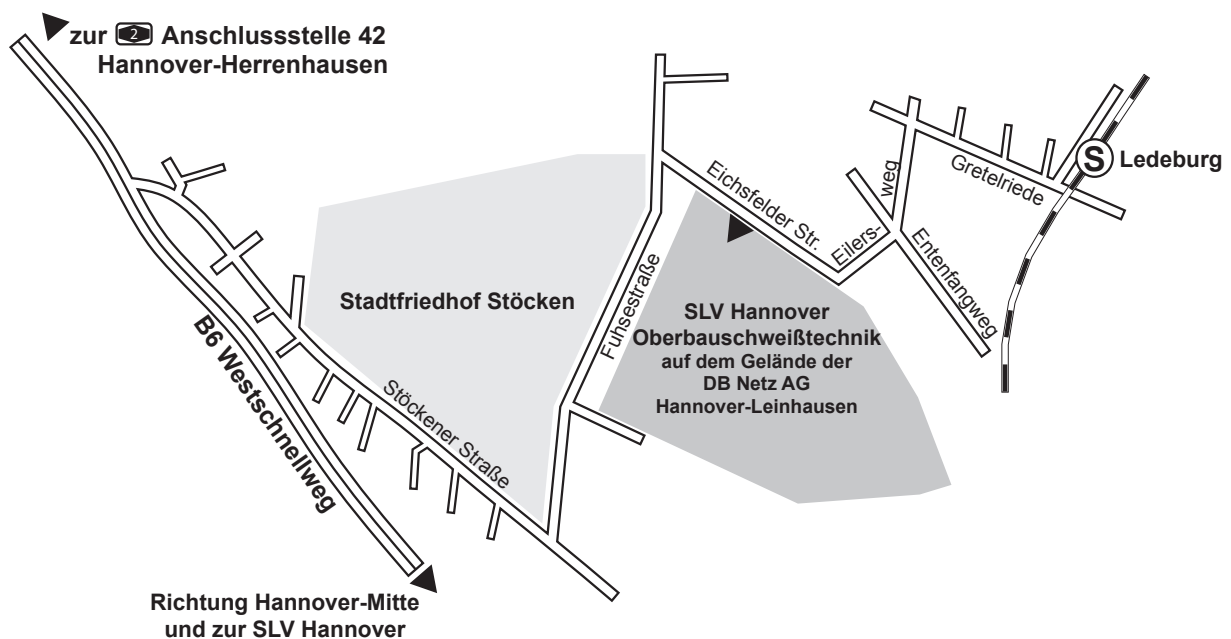 zur 2 Anschlussstelle 42
Hannover-Herrenhausen
S Ledeburg
Gretelriede
Eichsfelder Str.
Eilers-
weg
Entenfangweg
Stadtfriedhof Stöcken
Fuhsestraße
SLV Hannover
Oberbauschweißtechnik
auf dem Gelände der
DB Netz AG
Hannover-Leinhausen
B6 Westschnellweg
Stöckener Straße
Richtung Hannover-Mitte
und zur SLV Hannover